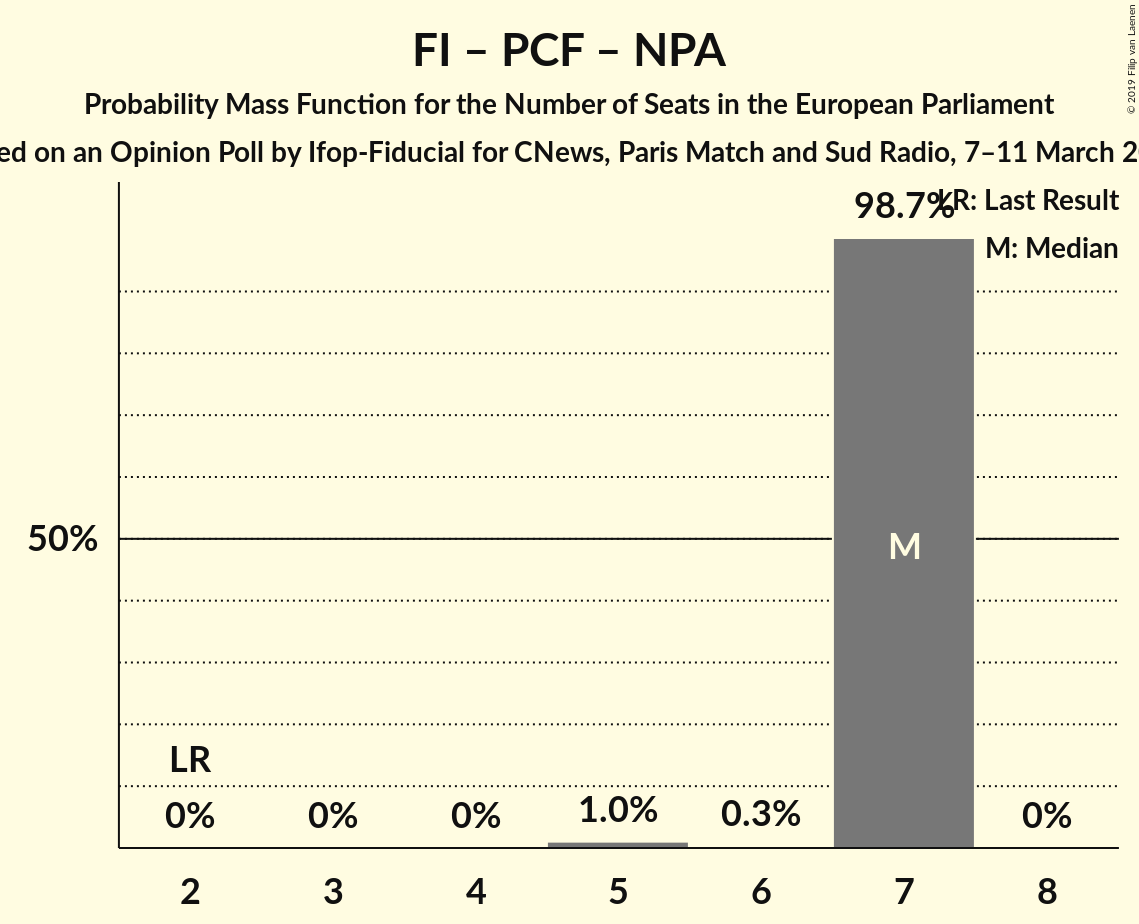 FI – PCF – NPA
Probability Mass Function for the Number of Seats in the European Parliament
on an Opinion Poll by Ifop-Fiducial for CNews, Paris Match and Sud Radio, 7–11 March
© 2019 Filip van Laenen
98.7%
LR: Last Result
M: Median
50%
M
LR
0%
0%
0%
1.0%
0.3%
0%
2
3
4
5
6
7
8